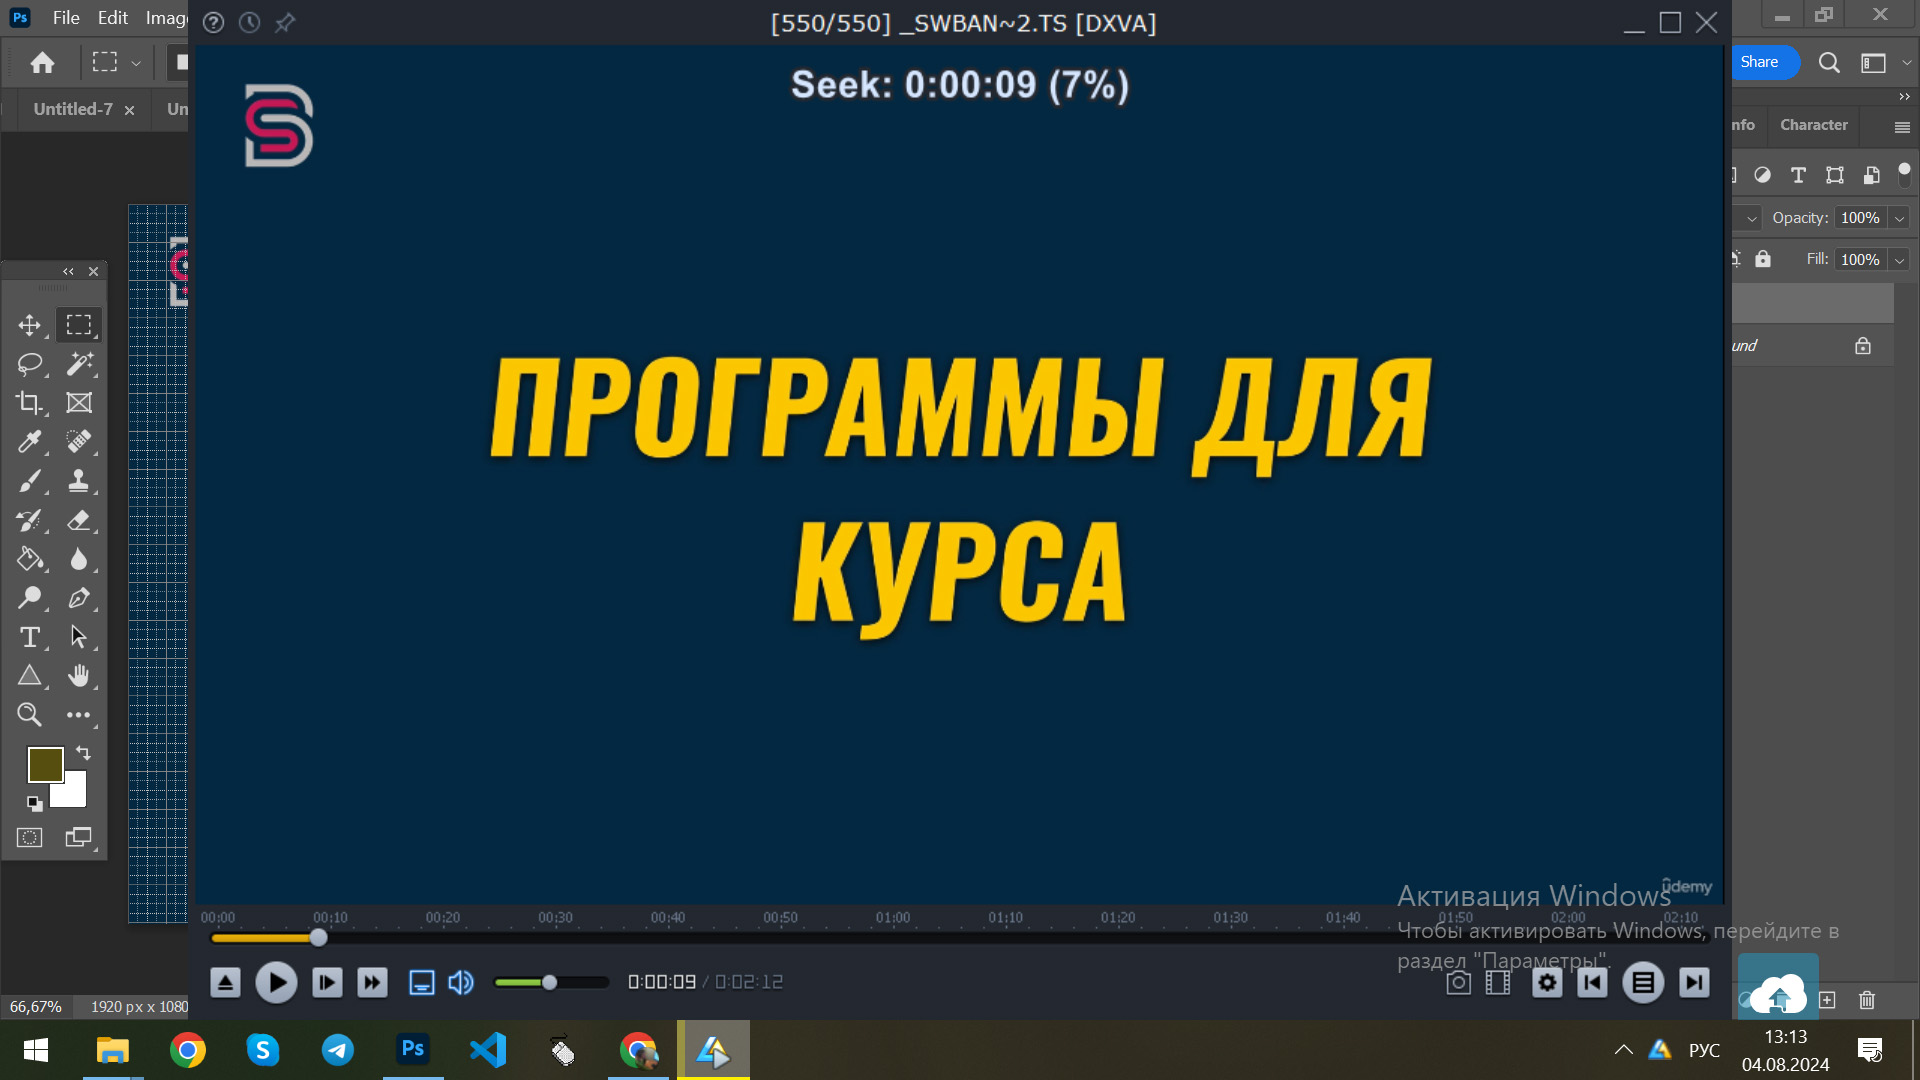 File Edit Imag
[550/550] _SWBAN~2.TS [DXVA]
Share
Seek: 0:00:09 (7%)
Untitled-7 × Un
nfo Character
Opacity: 100%
Fill: 100%
ПРОГРАММЫ ДЛЯ
КУРСА
und
ûdemy
Активация Windows
Чтобы активировать Windows, перейдите в
раздел "Параметры".
00:00 00:10 00:20 00:30 00:40 00:50 01:00 01:10 01:20 01:30 01:40 01:50 02:00 02:10
0:00:09 / 0:02:12
66,67% 1920 px x 1080
РУС
13:13
04.08.2024